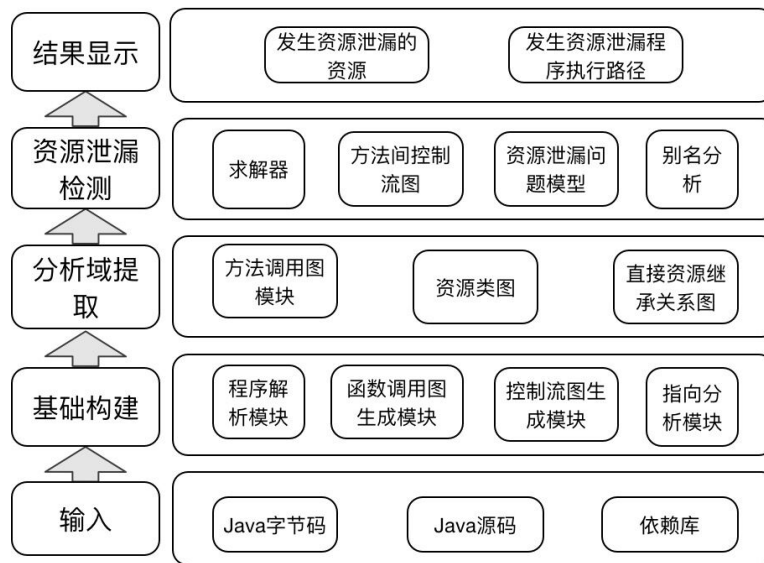 结果显示
发生资源泄漏的
资源
发生资源泄漏程
序执行路径
资源泄漏
检测
求解器
方法间控制
流图
资源泄漏问
题模型
别名分
析
分析域提
取
方法调用图
模块
资源类图
直接资源继
承关系图
基础构建
程序解
析模块
函数调用图
生成模块
控制流图生
成模块
指向分
析模块
输入
Java字节码
Java源码
依赖库